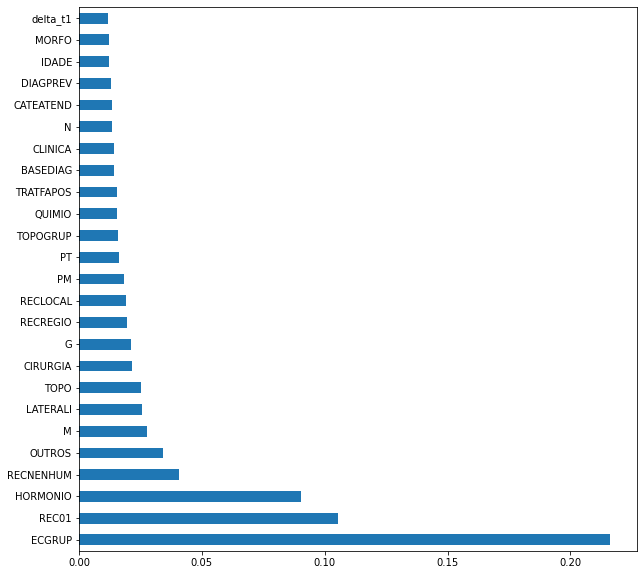 delta_t1
MORFO
IDADE
DIAGPREV
CATEATEND
N
CLINICA
BASEDIAG
TRATFAPOS
QUIMIO
TOPOGRUP
PT
PM
RECLOCAL
RECREGIO
G
CIRURGIA
TOPO
LATERALI
M
OUTROS
RECNENHUM
HORMONIO
REC01
ECGRUP
0.00 0.05 0.10 0.15 0.20